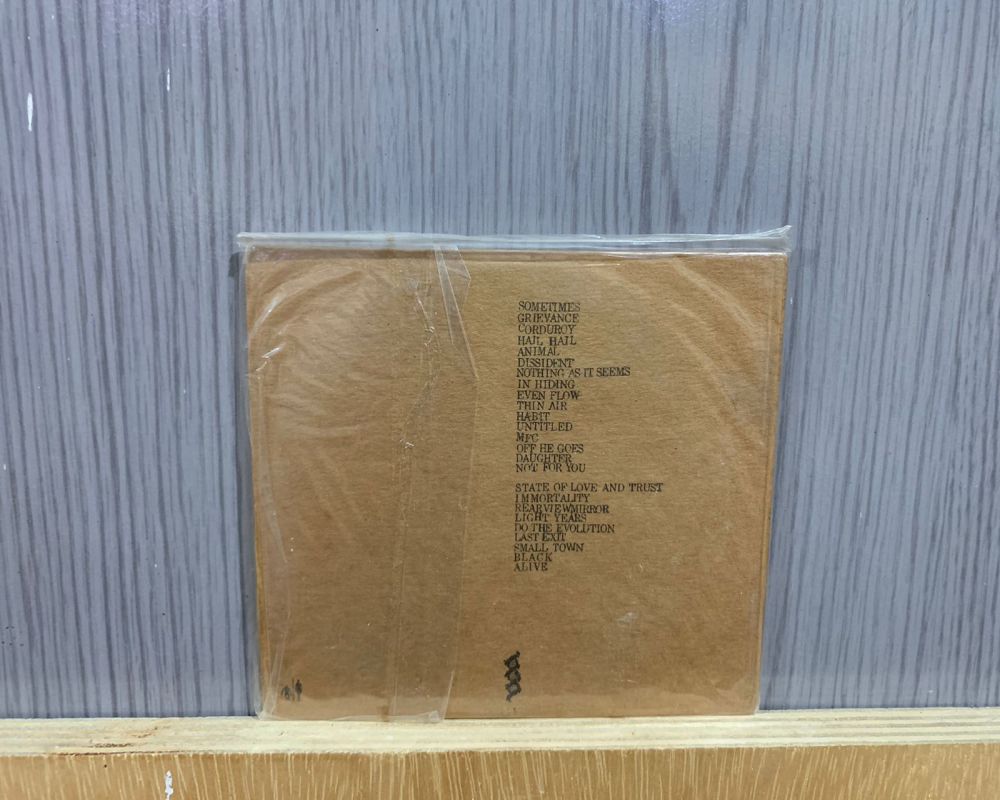 SOMETIMES
GRIEVANCE
CORDUROY
HAIL HAIL
ANIMAL
DISSIDENT
NOTHING AS IT SEEMS
IN HIDING
EVEN FLOW
THIN AIR
HABIT
UNTITLED
MFC
OFF HE GOES
DAUGHTER
NOT FOR YOU
STATE OF LOVE AND TRUST
IMMORTALITY
REARVIEWMIRROR
LIGHT YEARS
DO THE EVOLUTION
LAST EXIT
SMALL TOWN
BLACK
ALIVE